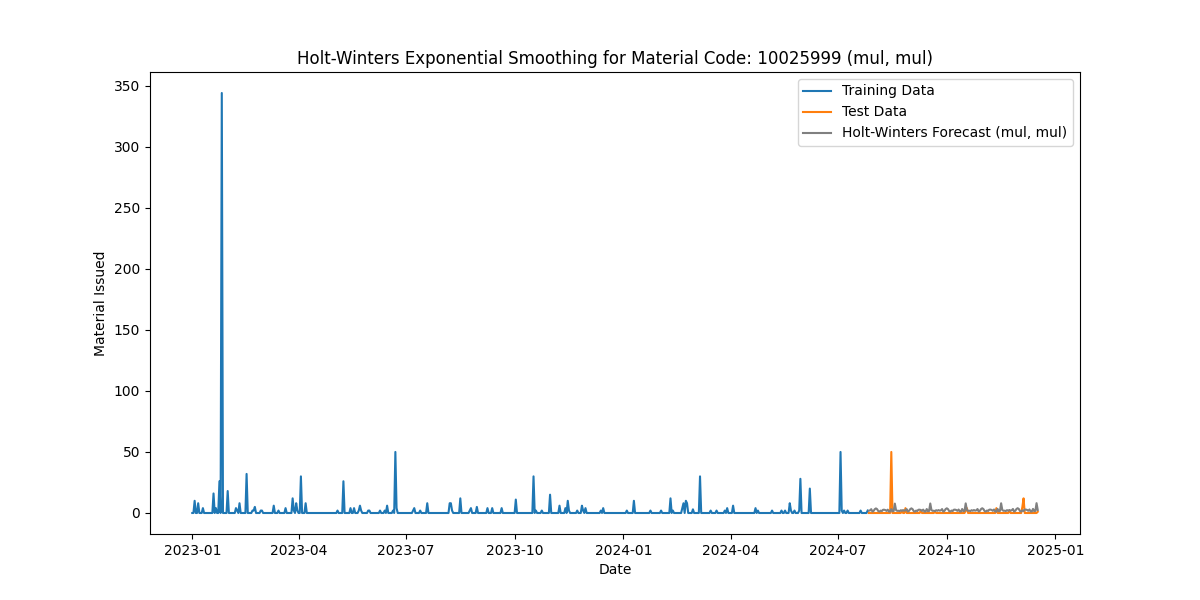 Holt-Winters Exponential Smoothing for Material Code: 10025999 (mul, mul)
Training Data
Test Data
Holt-Winters Forecast (mul, mul)
Material Issued
350
300
250
200
150
100
50
0
2023-01 2023-04 2023-07 2023-10 2024-01 2024-04 2024-07 2024-10 2025-01
Date